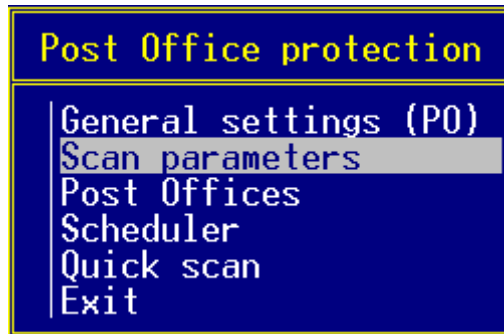 Post Office protection
General settings (PO)
Scan parameters
Post Offices
Scheduler
Quick scan
Exit